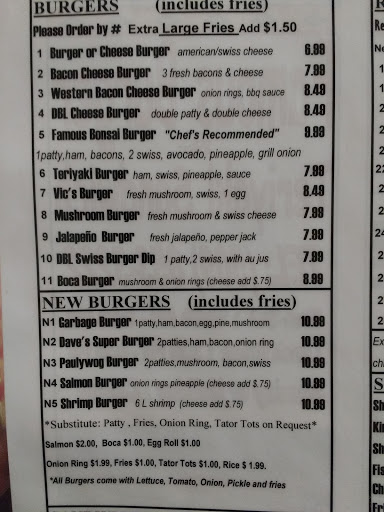 BURGERS (includes fries)
Please Order by # Extra Large Fries Add $1.50
1 Burger or Cheese Burger american/swiss cheese 6.99
2 Bacon Cheese Burger 3 fresh bacons & cheese 7.99
3 Western Bacon Cheese Burger onion rings, bbq sauce 8.49
4 DBL Cheese Burger double patty & double cheese 8.49
5 Famous Bonsai Burger "Chef's Recommended" 9.99
1patty,ham, bacons, 2 swiss, avocado, pineapple, grill onion
6 Teriyaki Burger ham, swiss, pineapple, sauce 7.99
7 Vic's Burger fresh mushroom, swiss, 1 egg 8.49
8 Mushroom Burger fresh mushroom & swiss cheese 7.99
9 Jalapeño Burger fresh jalapeño, pepper jack 7.99
10 DBL Swiss Burger Dip 1 patty,2 swiss, with au jus 7.99
11 Boca Burger mushroom & onion rings (cheese add $.75) 8.99
NEW BURGERS (includes fries)
N1 Garbage Burger 1patty,ham,bacon,egg,pine,mushroom 10.99
N2 Dave's Super Burger 2patties,ham,bacon,onion ring 10.99
N3 Paulywog Burger 2patties,mushroom, bacon,swiss 10.99
N4 Salmon Burger onion rings pineapple (cheese add $.75) 10.99
N5 Shrimp Burger 6 L shrimp (cheese add $.75) 10.99
*Substitute: Patty , Fries, Onion Ring, Tator Tots on Request*
Salmon $2.00, Boca $1.00, Egg Roll $1.00
Onion Ring $1.99, Fries $1.00, Tator Tots $1.00, Rice $ 1.99.
*All Burgers come with Lettuce, Tomato, Onion, Pickle and fries